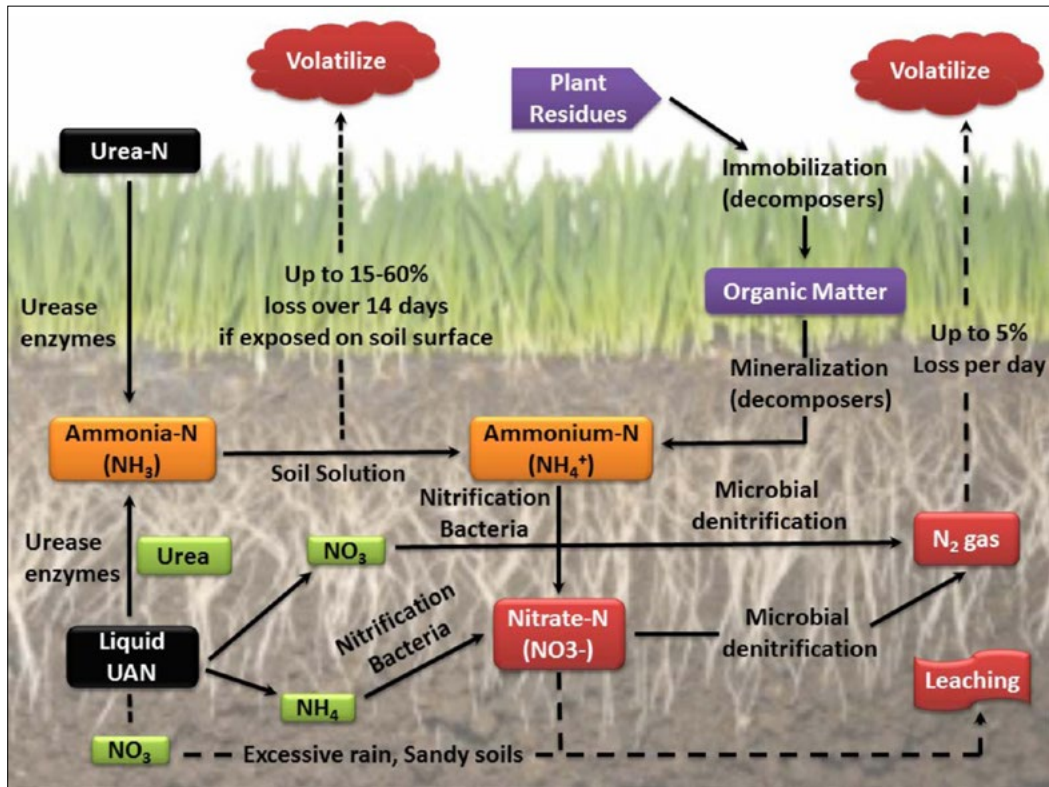 Volatilize
Volatilize
Plant
Residues
Urea-N
Immobilization
(decomposers)
Up to 15-60%
loss over 14 days
if exposed on soil surface
Organic Matter
Urease
enzymes
Up to 5%
Loss per day
Mineralization
(decomposers)
Ammonia-N
(NH₃)
Soil Solution
Ammonium-N
(NH₄⁺)
Nitrification
Bacteria
Microbial
denitrification
Urease
enzymes
Urea
NO₃
N₂ gas
Nitrification
Bacteria
Nitrate-N
(NO3-)
Microbial
denitrification
Liquid
UAN
Leaching
NH₄
NO₃
Excessive rain, Sandy soils